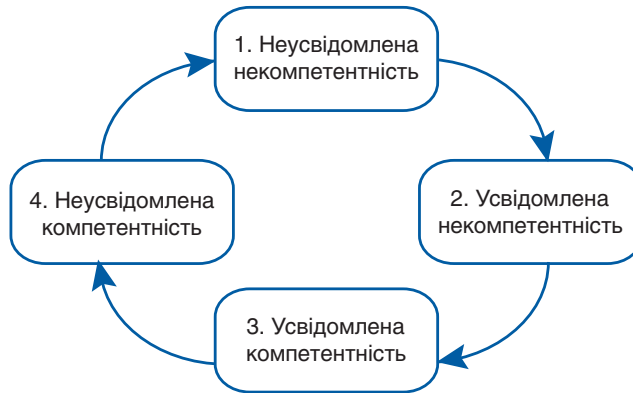 1. Неусвідомлена
некомпетентність
2. Усвідомлена
некомпетентність
3. Усвідомлена
компетентність
4. Неусвідомлена
компетентність